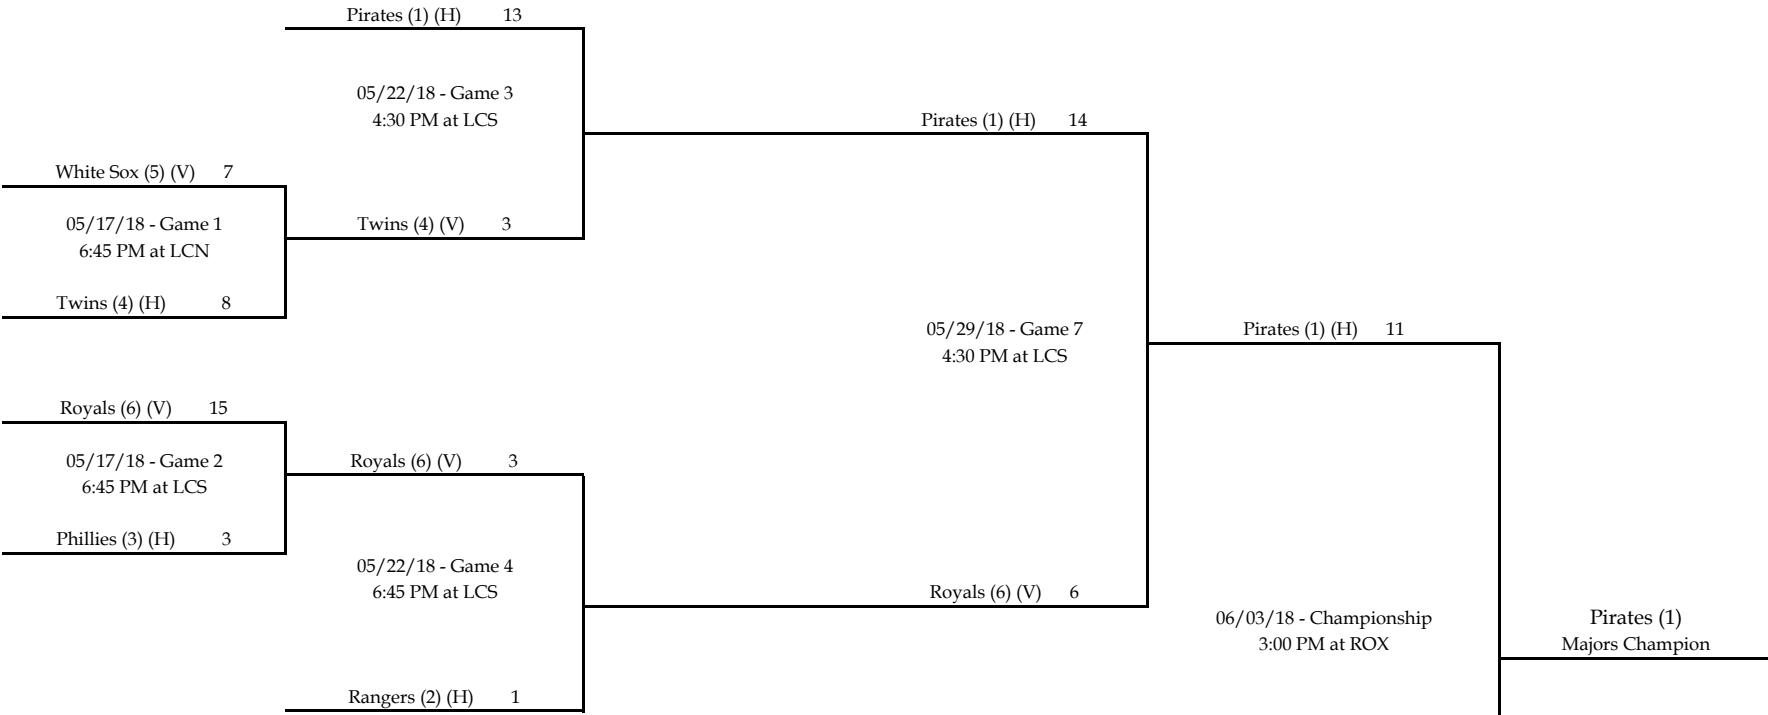 Pirates (1) (H) 13
05/22/18 - Game 3
4:30 PM at LCS
Pirates (1) (H) 14
White Sox (5) (V) 7
05/17/18 - Game 1
6:45 PM at LCN
Twins (4) (V) 3
Twins (4) (H) 8
05/29/18 - Game 7
4:30 PM at LCS
Pirates (1) (H) 11
Royals (6) (V) 15
05/17/18 - Game 2
6:45 PM at LCS
Royals (6) (V) 3
Phillies (3) (H) 3
05/22/18 - Game 4
6:45 PM at LCS
Royals (6) (V) 6
06/03/18 - Championship
3:00 PM at ROX
Pirates (1)
Majors Champion
Rangers (2) (H) 1